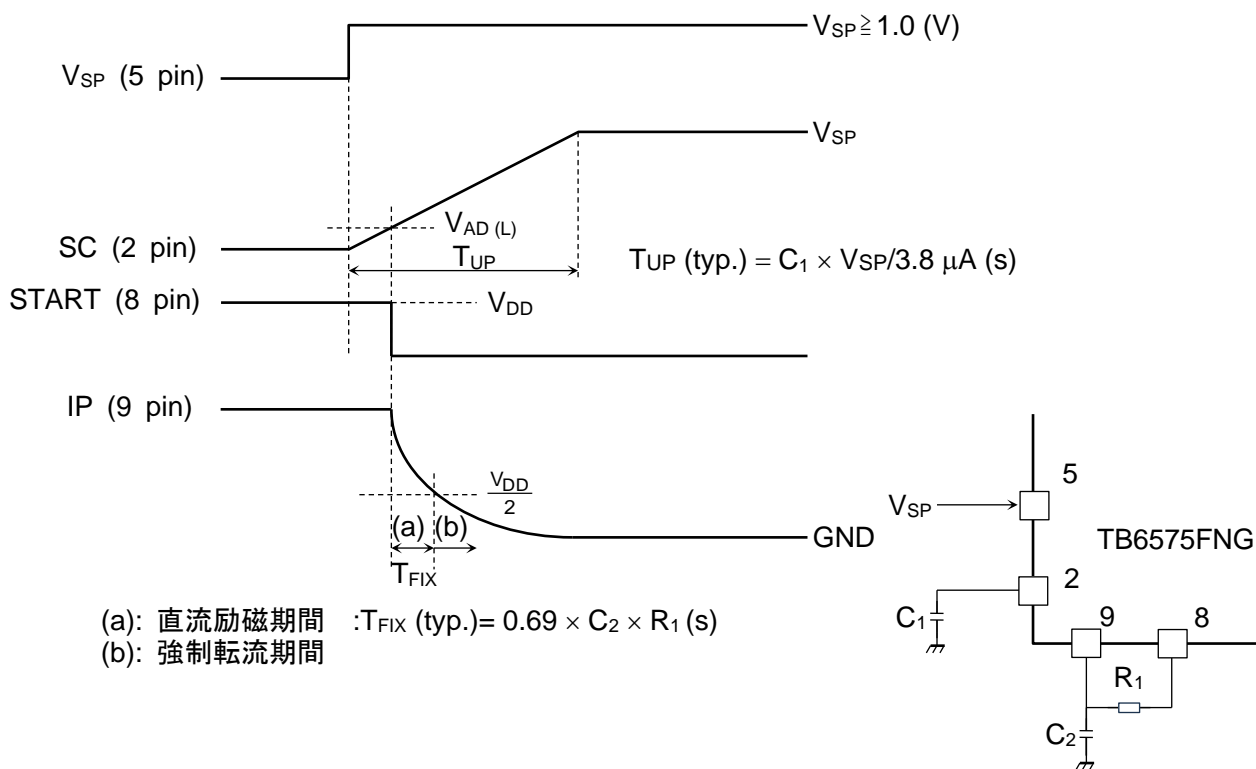 V_SP (5 pin)
V_SP ≧ 1.0 (V)
V_SP
V_AD (L)
SC (2 pin)
T_UP
T_UP (typ.) = C_1 × V_SP/3.8 μA (s)
START (8 pin)
V_DD
IP (9 pin)
V_DD
2
(a) (b)
GND
T_FIX
(a): 直流励磁期間 :T_FIX (typ.)= 0.69 × C_2 × R_1 (s)
(b): 強制転流期間
5
V_SP
TB6575FNG
2
C_1
9
8
R_1
C_2